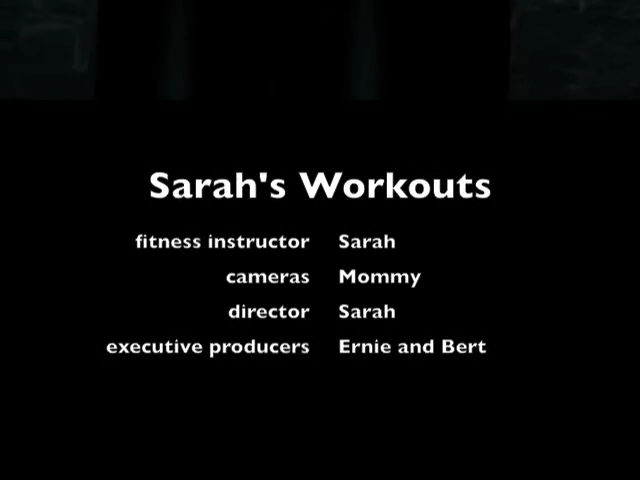 Sarah's Workouts
fitness instructor Sarah
cameras Mommy
director Sarah
executive producers Ernie and Bert